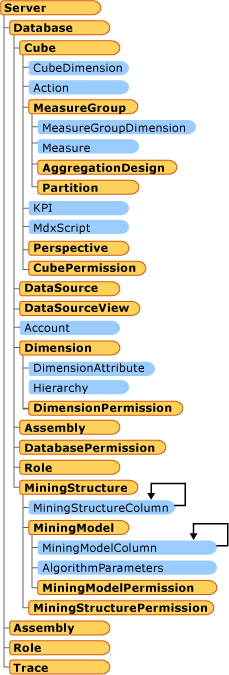 Server
Database
Cube
CubeDimension
Action
MeasureGroup
MeasureGroupDimension
Measure
AggregationDesign
Partition
KPI
MdxScript
Perspective
CubePermission
DataSource
DataSourceView
Account
Dimension
DimensionAttribute
Hierarchy
DimensionPermission
Assembly
DatabasePermission
Role
MiningStructure
MiningStructureColumn
MiningModel
MiningModelColumn
AlgorithmParameters
MiningModelPermission
MiningStructurePermission
Assembly
Role
Trace